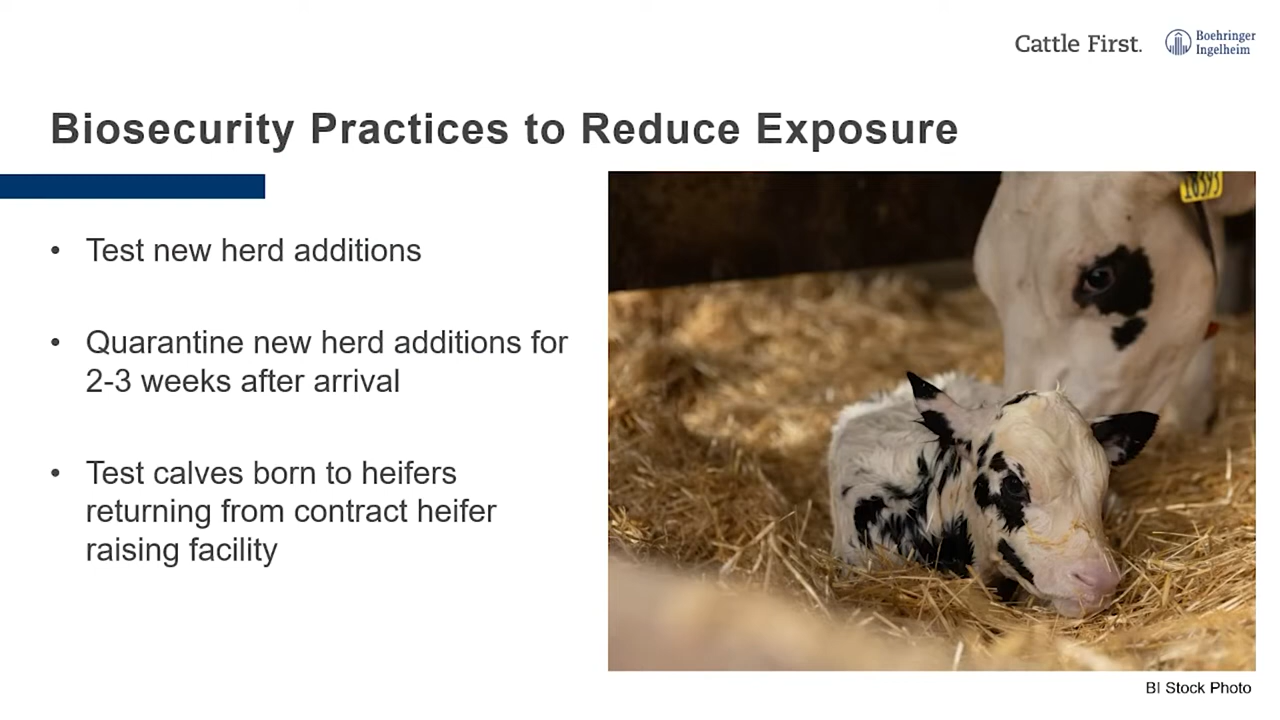 Cattle First.
Boehringer
Ingelheim
Biosecurity Practices to Reduce Exposure
• Test new herd additions
• Quarantine new herd additions for
2-3 weeks after arrival
• Test calves born to heifers
returning from contract heifer
raising facility
BI Stock Photo